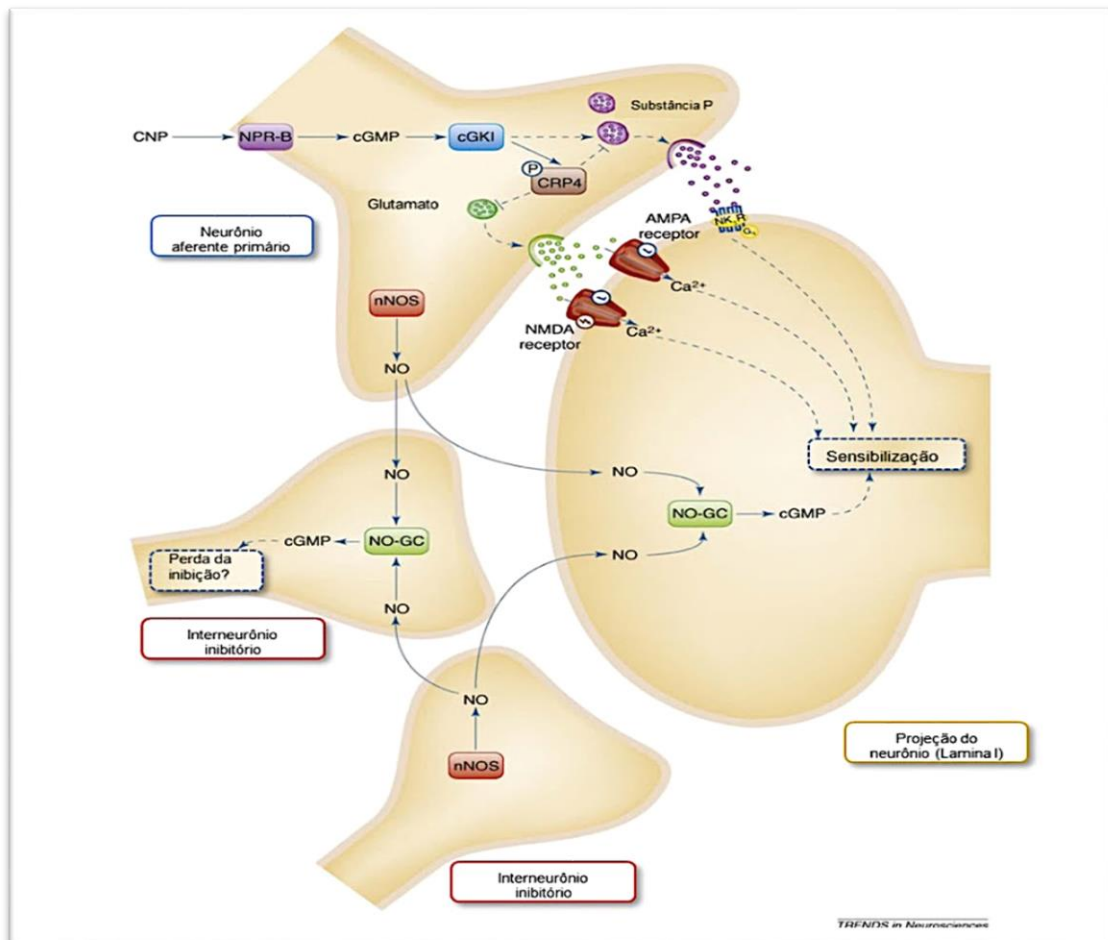 Substância P
CNP
NPR-B
cGMP
cGKI
P
CRP4
Glutamato
Neurônio
aferente primário
AMPA
receptor
NK₁R
Ca²⁺
nNOS
NMDA
receptor
Ca²⁺
NO
Sensibilização
NO
NO
NO-GC
cGMP
cGMP
NO-GC
NO
Perda da
inibição?
NO
Interneurônio
inibitório
NO
Projeção do
neurônio (Lamina I)
nNOS
Interneurônio
inibitório
TRENDS in Neurosciences